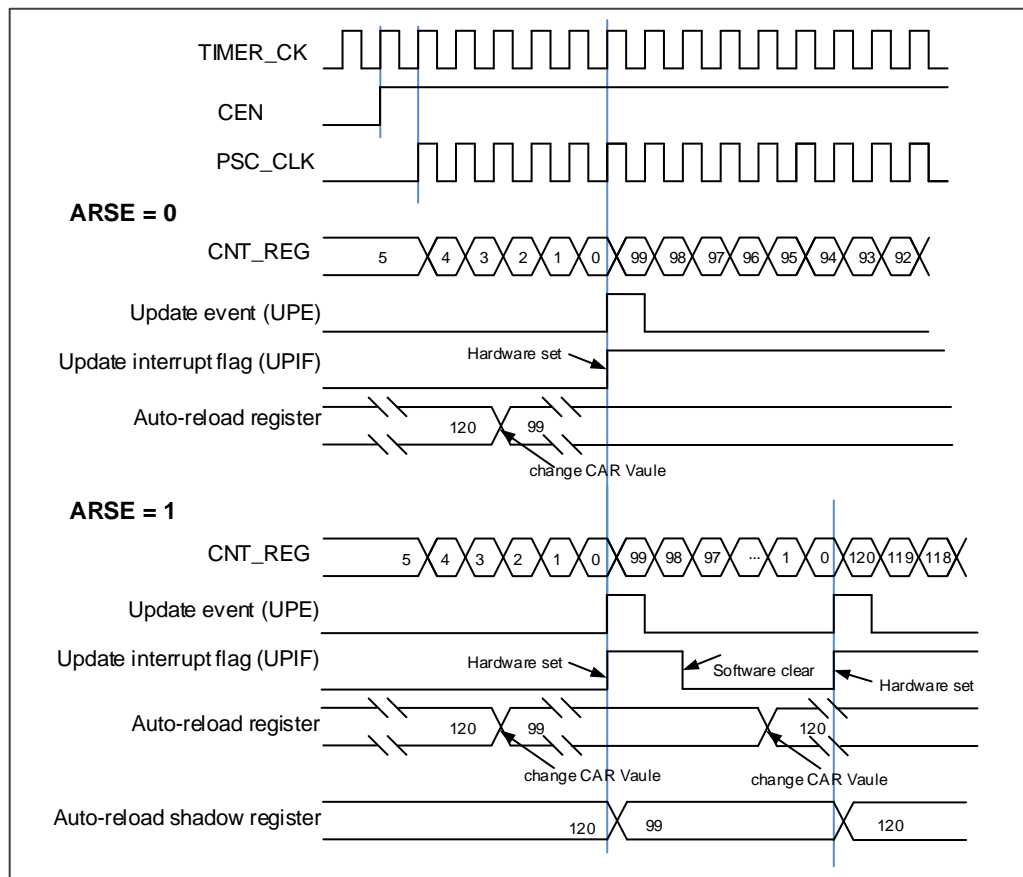 TIMER_CK
CEN
PSC_CLK
ARSE = 0
CNT_REG 5 4 3 2 1 0 99 98 97 96 95 94 93 92
Update event (UPE)
Update interrupt flag (UPIF) Hardware set
Auto-reload register 120 99
change CAR Vaule
ARSE = 1
CNT_REG 5 4 3 2 1 0 99 98 97 ... 1 0 120 119 118
Update event (UPE)
Update interrupt flag (UPIF) Hardware set Software clear Hardware set
Auto-reload register 120 99 120
change CAR Vaule change CAR Vaule
Auto-reload shadow register 120 99 120